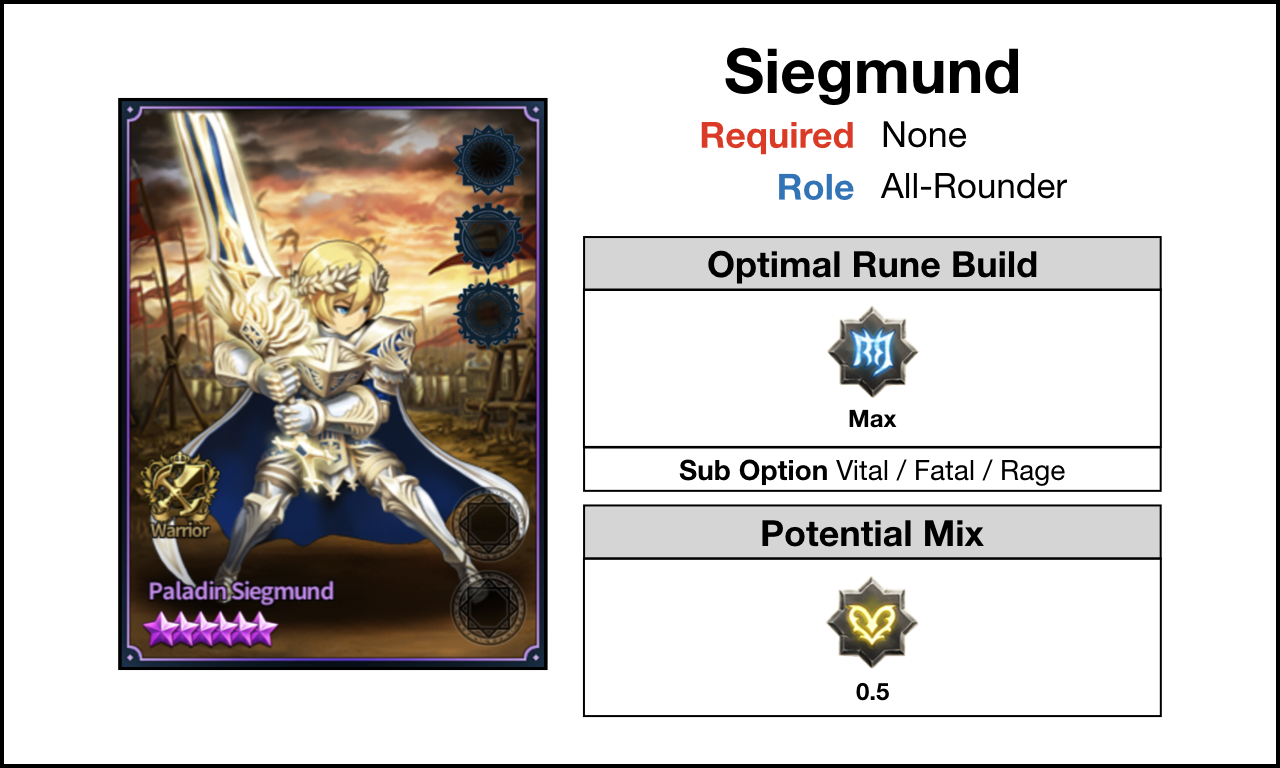 Siegmund
Required None
Role All-Rounder
Optimal Rune Build
Max
Sub Option Vital / Fatal / Rage
Potential Mix
0.5
Warrior
Paladin Siegmund